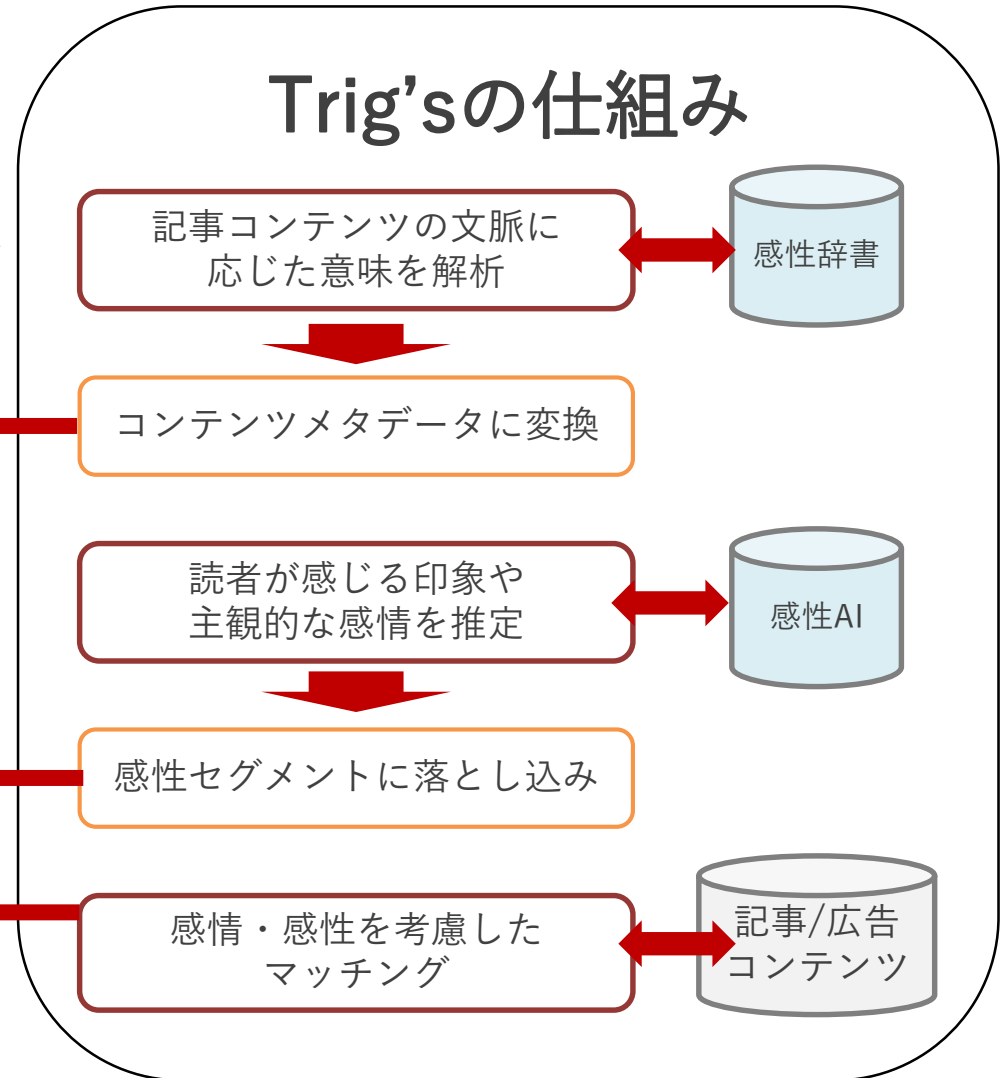 Trig’sの仕組み
記事コンテンツの文脈に
応じた意味を解析
感性辞書
コンテンツメタデータに変換
読者が感じる印象や
主観的な感情を推定
感性AI
感性セグメントに落とし込み
感情・感性を考慮した
マッチング
記事/広告
コンテンツ